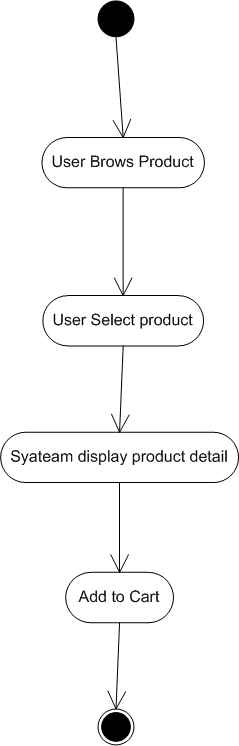 User Brows Product
User Select product
Syateam display product detail
Add to Cart